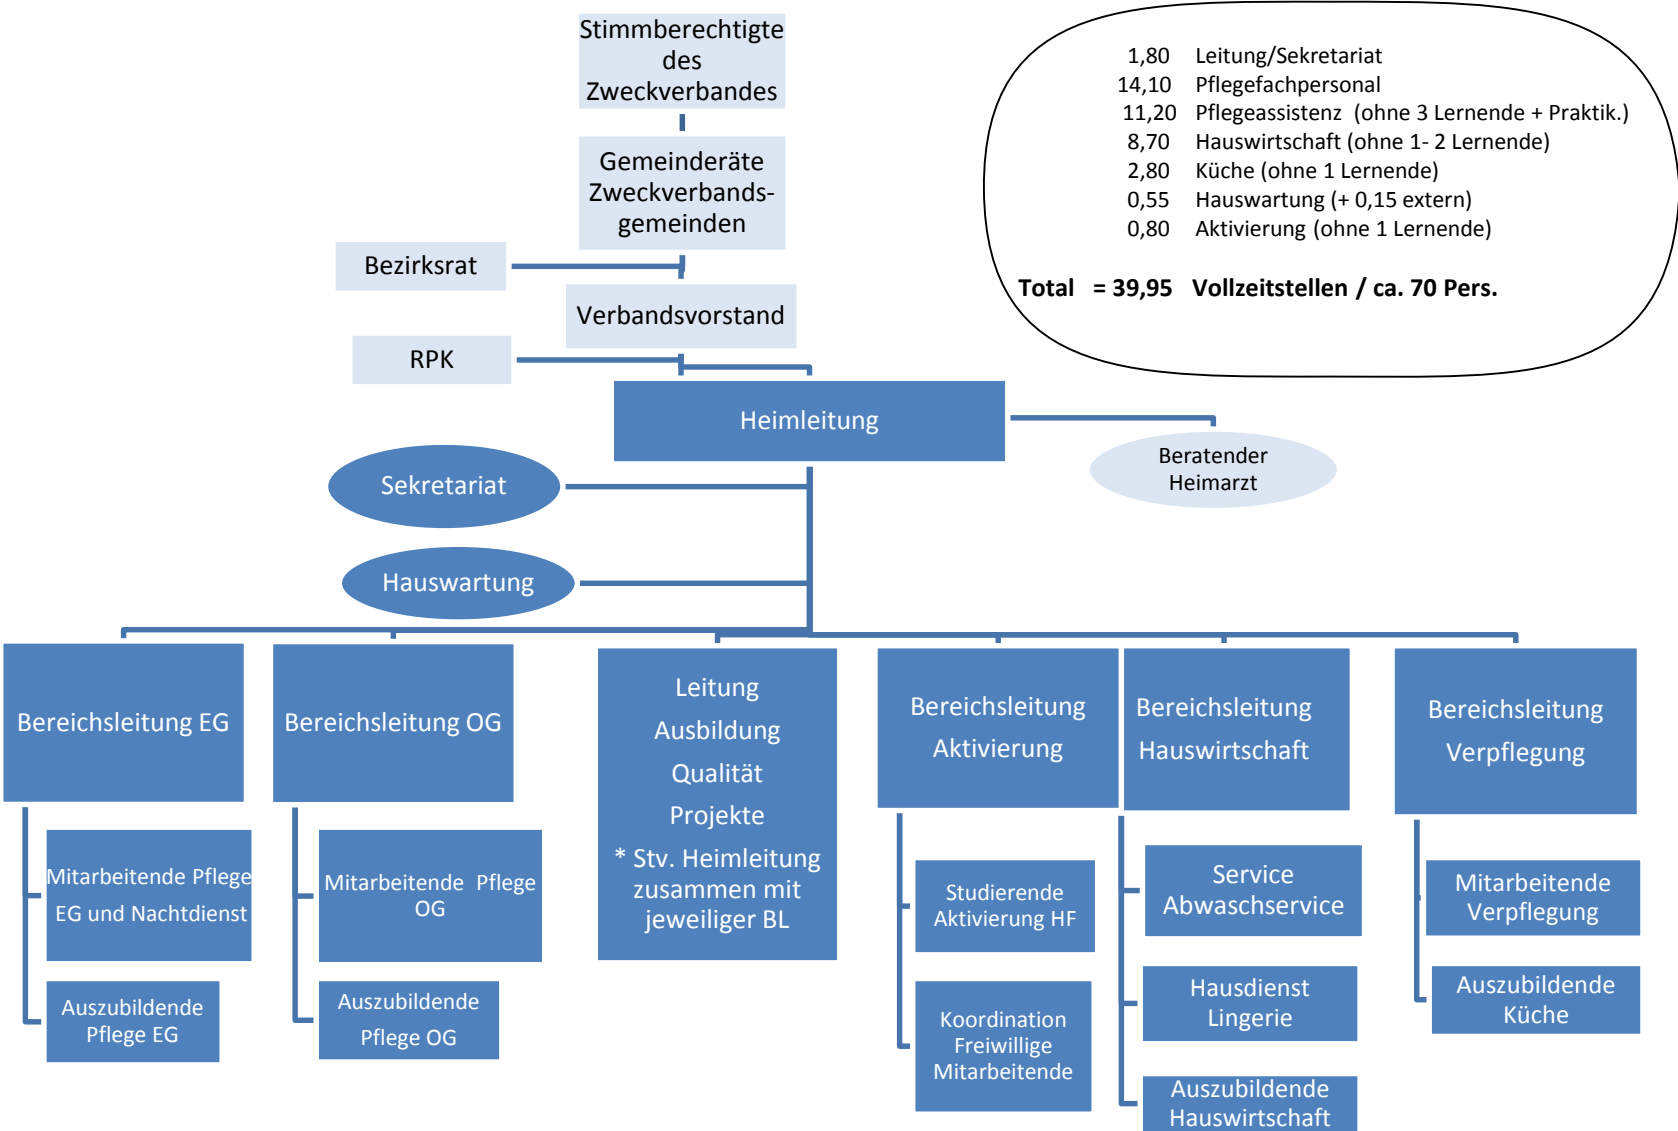 Stimmberechtigte
des
Zweckverbandes
Gemeinderäte
Zweckverbands-
gemeinden
Bezirksrat
Verbandsvorstand
RPK
Heimleitung
Beratender
Heimarzt
Sekretariat
Hauswartung
1,80 Leitung/Sekretariat
14,10 Pflegefachpersonal
11,20 Pflegeassistenz (ohne 3 Lernende + Praktik.)
8,70 Hauswirtschaft (ohne 1- 2 Lernende)
2,80 Küche (ohne 1 Lernende)
0,55 Hauswartung (+ 0,15 extern)
0,80 Aktivierung (ohne 1 Lernende)
Total = 39,95 Vollzeitstellen / ca. 70 Pers.
Bereichsleitung EG
Mitarbeitende Pflege
EG und Nachtdienst
Auszubildende
Pflege EG
Bereichsleitung OG
Mitarbeitende Pflege
OG
Auszubildende
Pflege OG
Leitung
Ausbildung
Qualität
Projekte
* Stv. Heimleitung
zusammen mit
jeweiliger BL
Bereichsleitung
Aktivierung
Studierende
Aktivierung HF
Koordination
Freiwillige
Mitarbeitende
Bereichsleitung
Hauswirtschaft
Service
Abwaschservice
Hausdienst
Lingerie
Auszubildende
Hauswirtschaft
Bereichsleitung
Verpflegung
Mitarbeitende
Verpflegung
Auszubildende
Küche